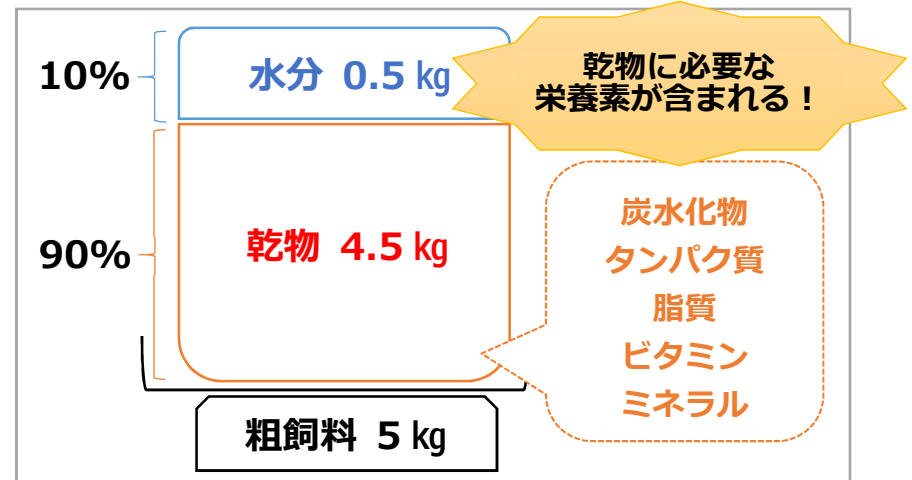 10%
水分 0.5 kg
乾物に必要な
栄養素が含まれる！
90%
乾物 4.5 kg
炭水化物
タンパク質
脂質
ビタミン
ミネラル
粗飼料 5 kg